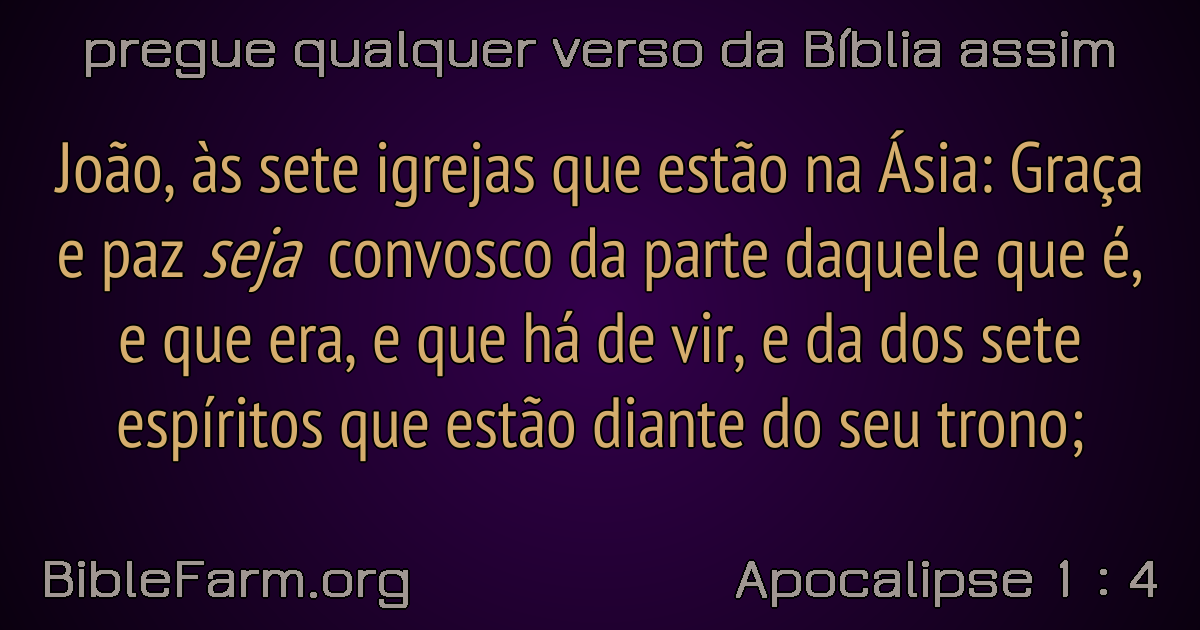 pregue qualquer verso da Bíblia assim
João, às sete igrejas que estão na Ásia: Graça
e paz seja convosco da parte daquele que é,
e que era, e que há de vir, e da dos sete
espíritos que estão diante do seu trono;
BibleFarm.org
Apocalipse 1 : 4